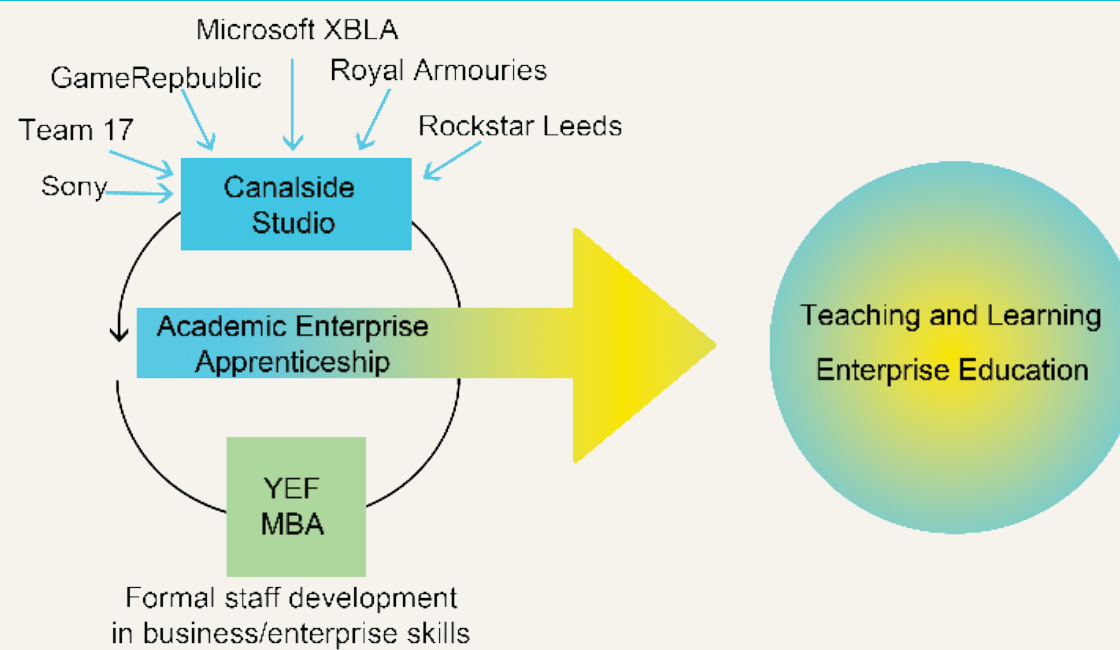 Microsoft XBLA
GameRepbublic
Royal Armouries
Team 17
Rockstar Leeds
Sony
Canalside
Studio
Academic Enterprise
Apprenticeship
Teaching and Learning
Enterprise Education
YEF
MBA
Formal staff development
in business/enterprise skills